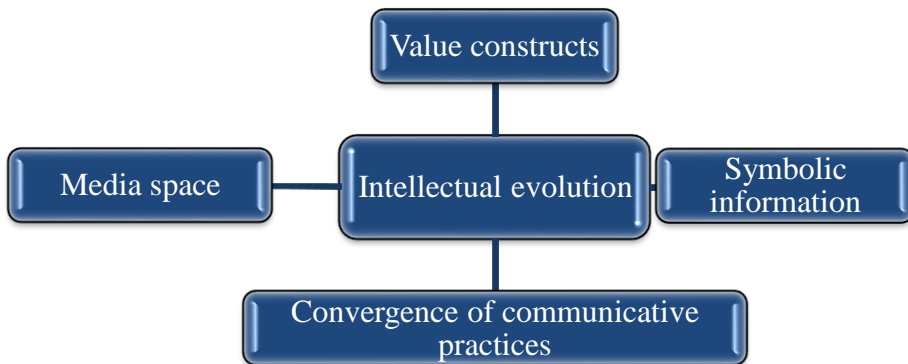 Value constructs
Media space
Intellectual evolution
Symbolic
information
Convergence of communicative
practices